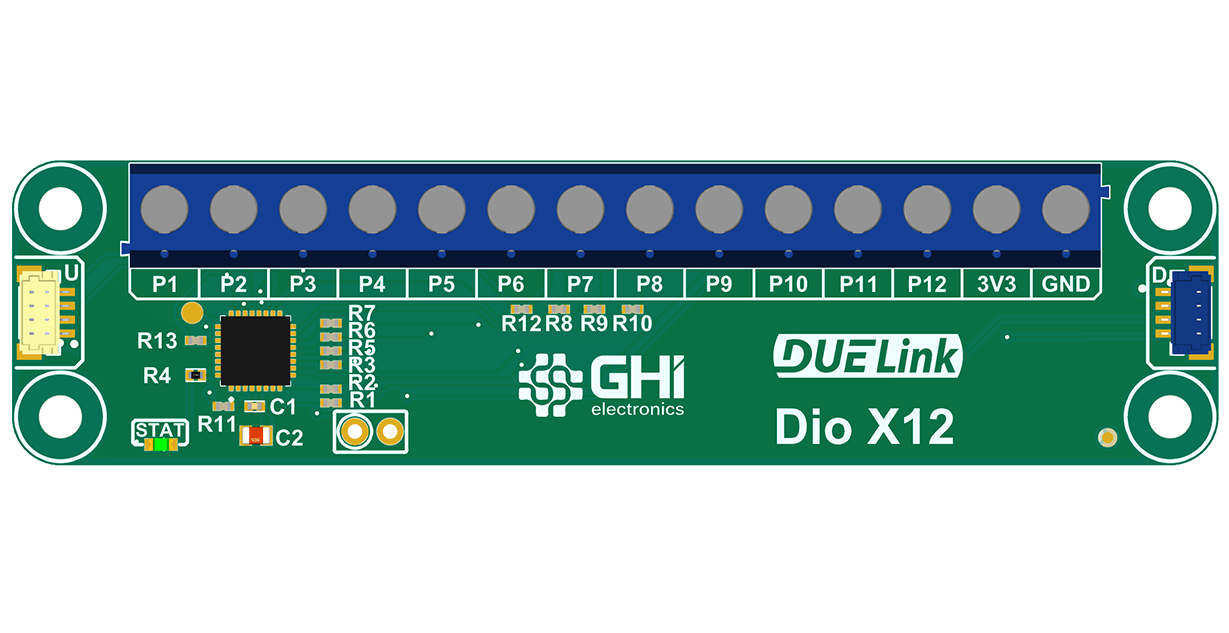 P1 P2 P3 P4 P5 P6 P7 P8 P9 P10 P11 P12 3V3 GND
U
D
R7
R6
R5
R3
R2
R1
R12 R8 R9 R10
R13
R4
R11
C1
C2
STAT
GHI
electronics
DUELink
Dio X12